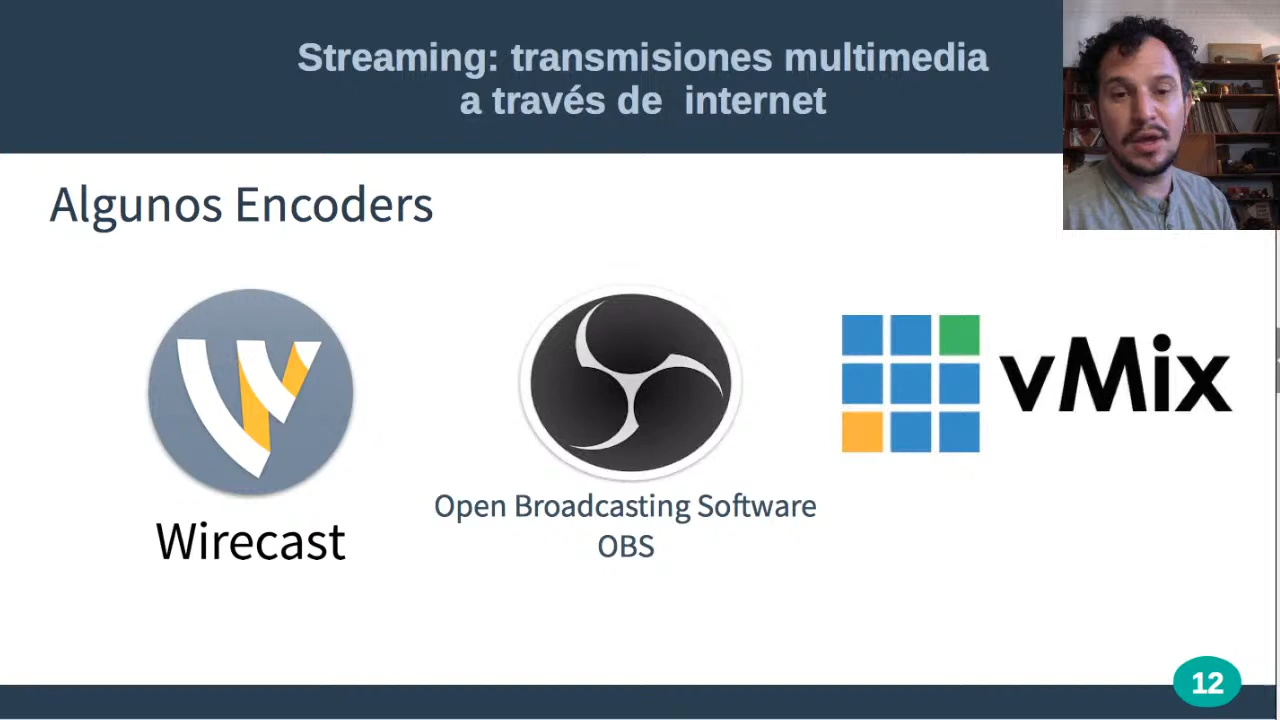 Streaming: transmisiones multimedia
a través de internet
Algunos Encoders
vMix
Open Broadcasting Software
Wirecast
OBS
12